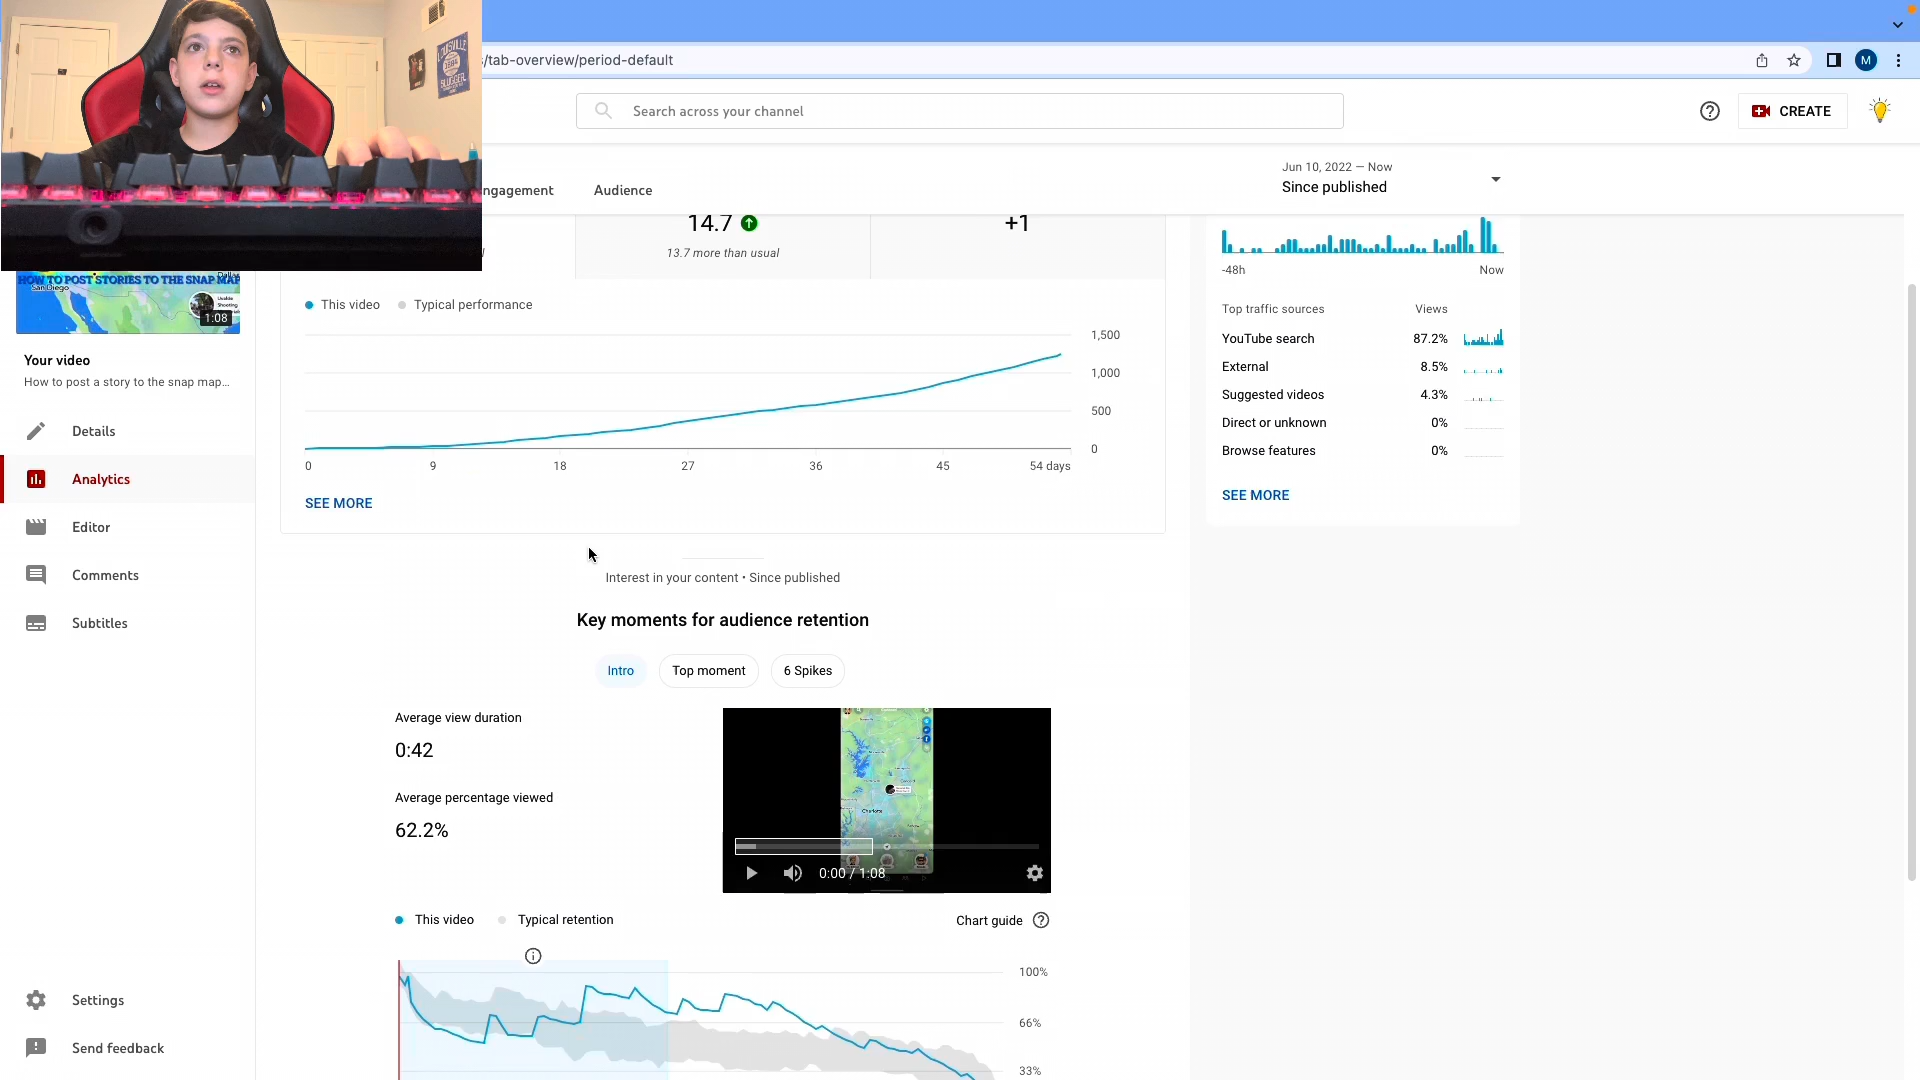 /tab-overview/period-default
M
Search across your channel
CREATE
ngagement
Audience
Jun 10, 2022 — Now
Since published
LOUISVILLE
SLUGGER
14.7
13.7 more than usual
+1
HOW TO POST STORIES TO THE SNAP MAP
San Diego
1:08
Your video
How to post a story to the snap map...
Details
Analytics
Editor
Comments
Subtitles
Settings
Send feedback
This video
Typical performance
1,500
1,000
500
0
0
9
18
27
36
45
54 days
SEE MORE
-48h
Now
Top traffic sources
Views
YouTube search
87.2%
External
8.5%
Suggested videos
4.3%
Direct or unknown
0%
Browse features
0%
SEE MORE
Interest in your content • Since published
Key moments for audience retention
Intro
Top moment
6 Spikes
Average view duration
0:42
Average percentage viewed
62.2%
Charlotte
0:00 / 1:08
This video
Typical retention
Chart guide
100%
66%
33%